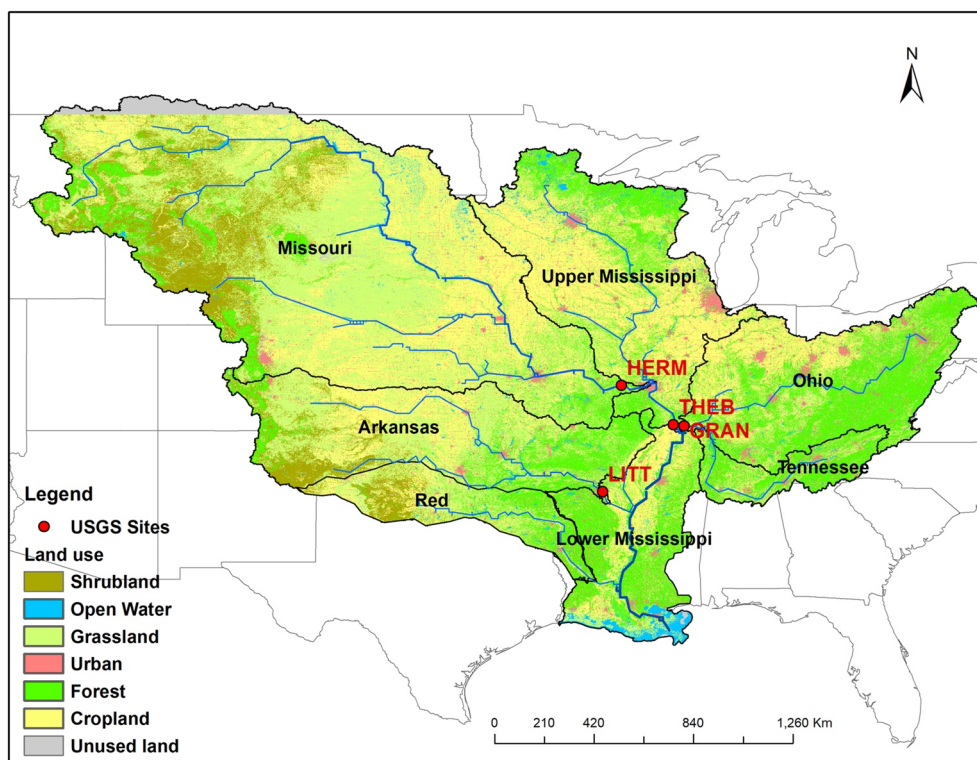 N
Missouri
Upper Mississippi
HERM
Ohio
THEB
GRAN
Arkansas
Tennessee
LITT
Red
Lower Mississippi
Legend
USGS Sites
Land use
Shrubland
Open Water
Grassland
Urban
Forest
Cropland
Unused land
0 210 420 840 1,260 Km